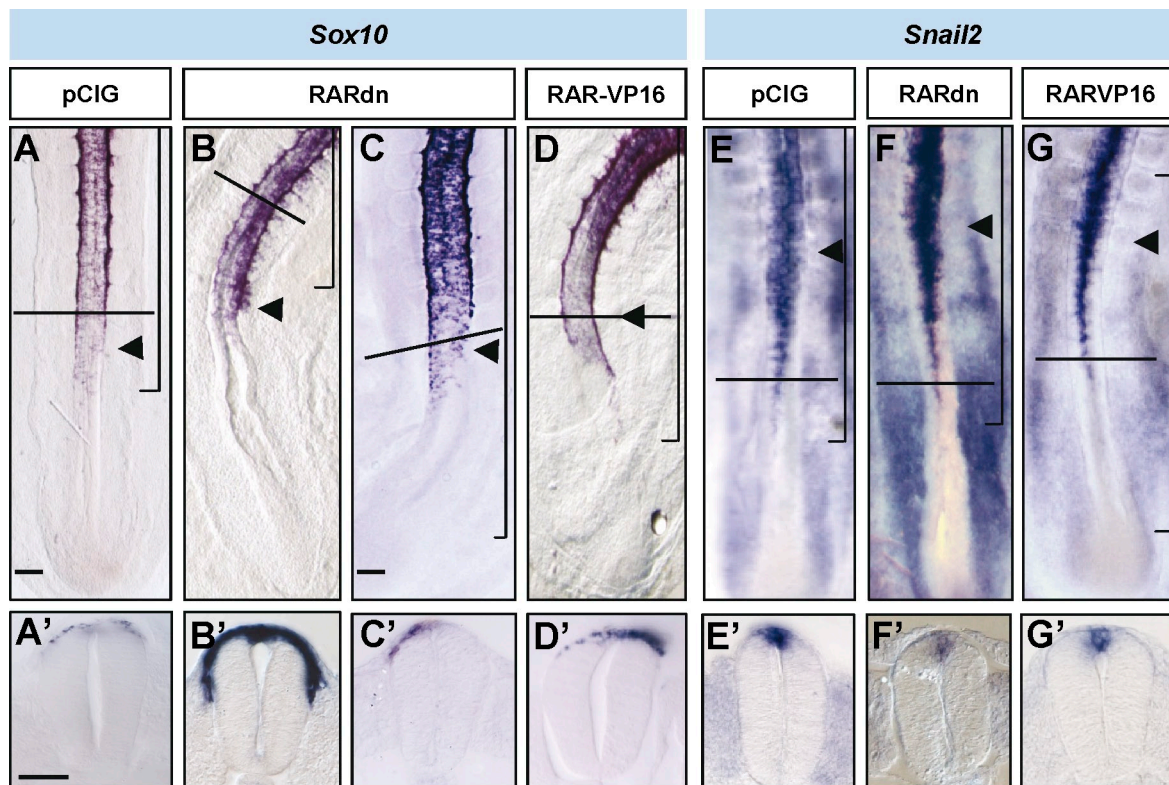 Sox10 Snail2
pCIG RARdn RAR-VP16 pCIG RARdn RARVP16
A B C D E F G
A’ B’ C’ D’ E’ F’ G’